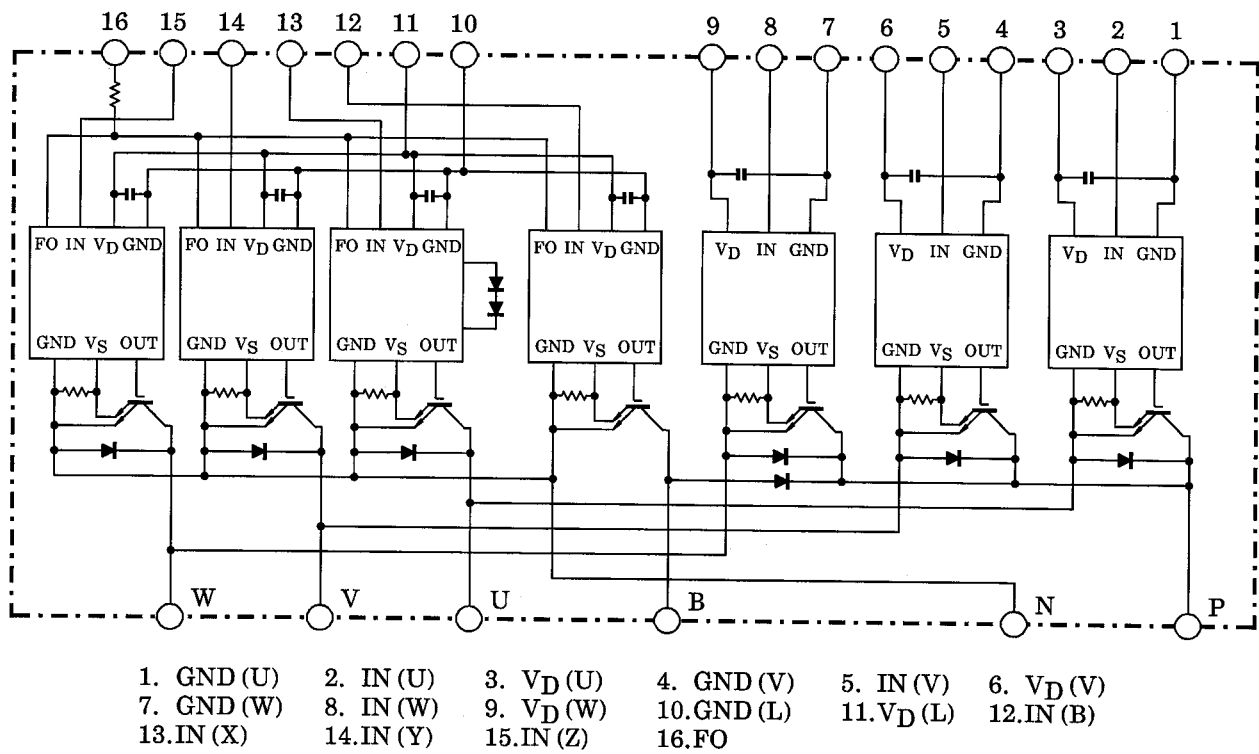 16 15 14 13 12 11 10 9 8 7 6 5 4 3 2 1
FO IN VD GND FO IN VD GND FO IN VD GND FO IN VD GND VD IN GND VD IN GND VD IN GND
GND VS OUT GND VS OUT GND VS OUT GND VS OUT GND VS OUT GND VS OUT GND VS OUT
W V U B N P
1. GND (U) 2. IN (U) 3. VD (U) 4. GND (V) 5. IN (V) 6. VD (V)
7. GND (W) 8. IN (W) 9. VD (W) 10.GND (L) 11.VD (L) 12.IN (B)
13.IN (X) 14.IN (Y) 15.IN (Z) 16.FO